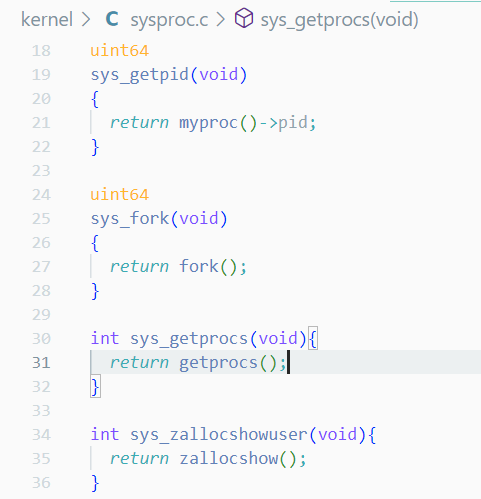 kernel > C sysproc.c > sys_getprocs(void)
18 uint64
19 sys_getpid(void)
20 {
21 return myproc()->pid;
22 }
23
24 uint64
25 sys_fork(void)
26 {
27 return fork();
28 }
29
30 int sys_getprocs(void){
31 return getprocs();
32 }
33
34 int sys_zallocshowuser(void){
35 return zallocshow();
36 }